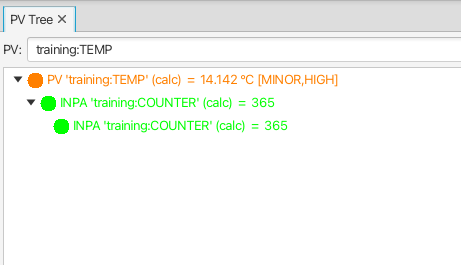 PV Tree ✕
PV: training:TEMP
PV 'training:TEMP' (calc) = 14.142 °C [MINOR,HIGH]
INPA 'training:COUNTER' (calc) = 365
INPA 'training:COUNTER' (calc) = 365